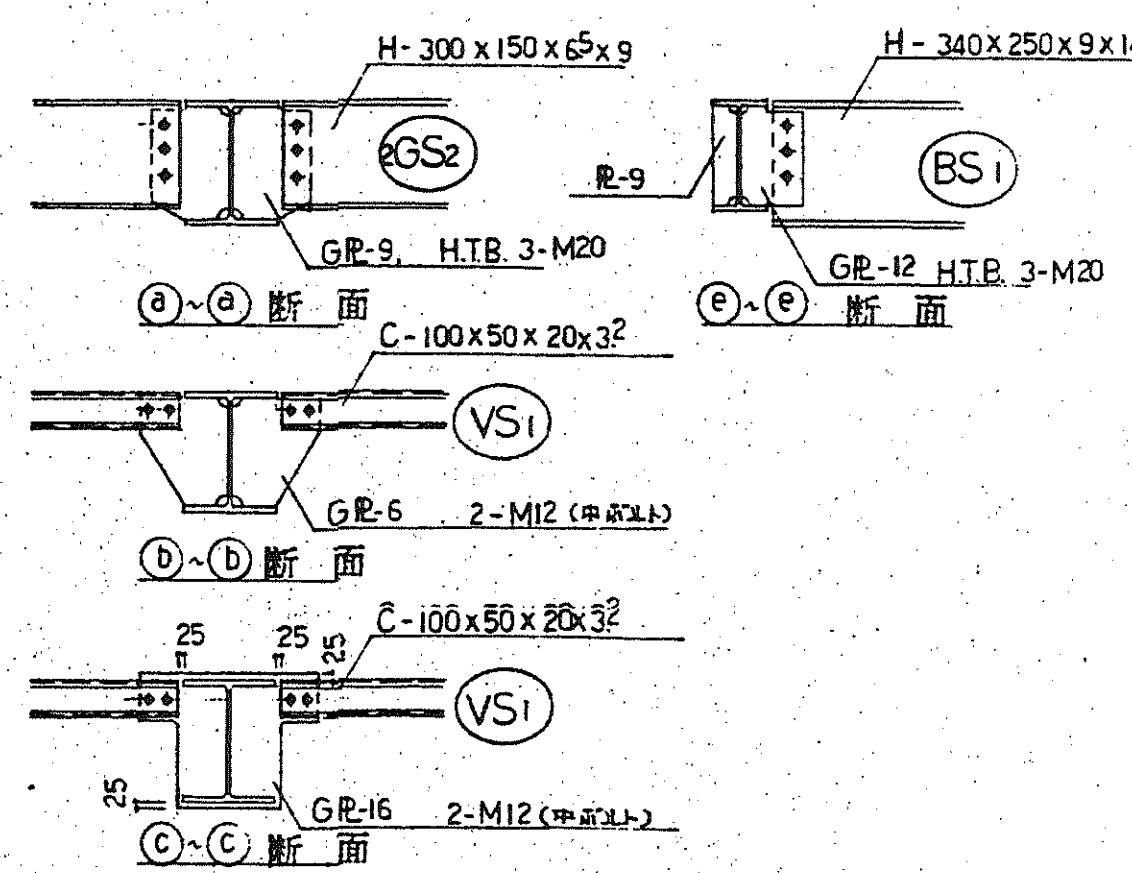 H-300x150x6.5x9
2GS2
GPL-9, H.T.B. 3-M20
a~a 断面
H-340x250x9x14
BS1
PL-9
GPL-12 H.T.B. 3-M20
e~e 断面
C-100x50x20x3.2
VS1
GPL-6 2-M12 (中ボルト)
b~b 断面
25 25 25
C-100x50x20x3.2
VS1
25
GPL-16 2-M12 (中ボルト)
c~c 断面